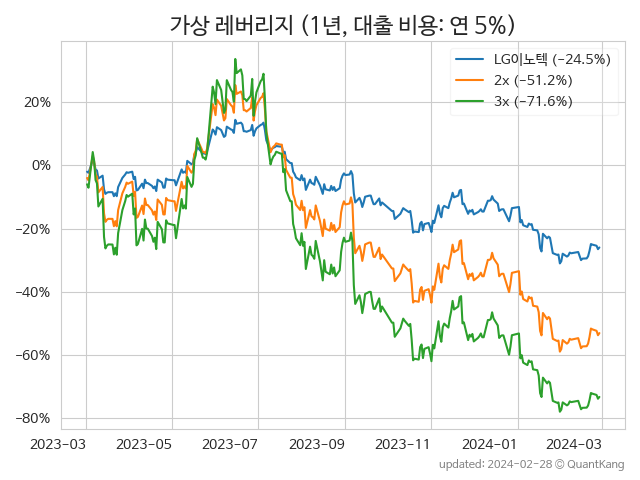 가상 레버리지 (1년, 대출 비용: 연 5%)
LG이노텍 (−24.5%)
2x (−51.2%)
3x (−71.6%)
20%
0%
−20%
−40%
−60%
−80%
2023-03 2023-05 2023-07 2023-09 2023-11 2024-01 2024-03
updated: 2024-02-28 ⓒ QuantKang